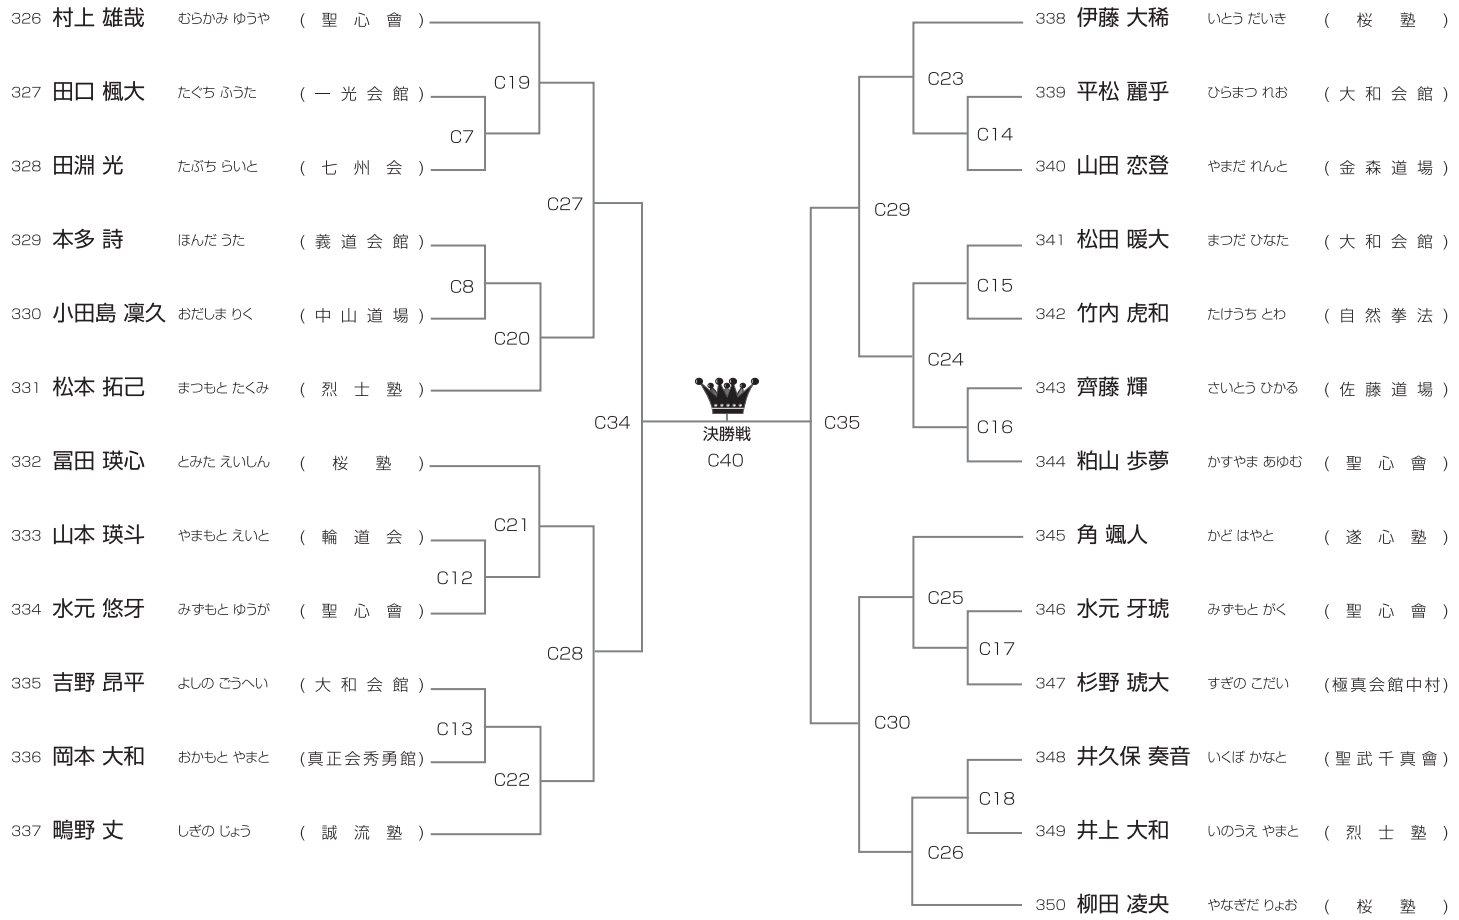 326 村上 雄哉 むらかみ ゆうや (聖心會)
C19
327 田口 楓大 たぐち ふうた (一光会館)
C7
328 田淵 光 たぶち らいと (七州会)
C27
329 本多 詩 ほんだ うた (義道会館)
C8
330 小田島 凜久 おだしま りく (中山道場)
C20
331 松本 拓己 まつもと たくみ (烈士塾)
C34
332 冨田 瑛心 とみた えいしん (桜塾)
C21
333 山本 瑛斗 やまもと えいと (輪道会)
C12
334 水元 悠牙 みずもと ゆうが (聖心會)
C28
335 吉野 昂平 よしの こうへい (大和会館)
C13
336 岡本 大和 おかもと やまと (真正会秀勇館)
C22
337 鴫野 丈 しぎの じょう (誠流塾)
決勝戦
C40
338 伊藤 大稀 いとう だいき (桜塾)
C23
339 平松 麗乎 ひらまつ れお (大和会館)
C14
340 山田 恋登 やまだ れんと (金森道場)
C29
341 松田 暖大 まつだ ひなた (大和会館)
C15
342 竹内 虎和 たけうち とわ (自然拳法)
C24
343 齊藤 輝 さいとう ひかる (佐藤道場)
C35
C16
344 粕山 歩夢 かすやま あゆむ (聖心會)
345 角 颯人 かど はやと (遂心塾)
C25
346 水元 牙琥 みずもと がく (聖心會)
C17
347 杉野 琥大 すぎの こだい (極真会館中村)
C30
348 井久保 奏音 いくぼ かなと (聖武千真會)
C18
349 井上 大和 いのうえ やまと (烈士塾)
C26
350 柳田 凌央 やなぎだ りょお (桜塾)